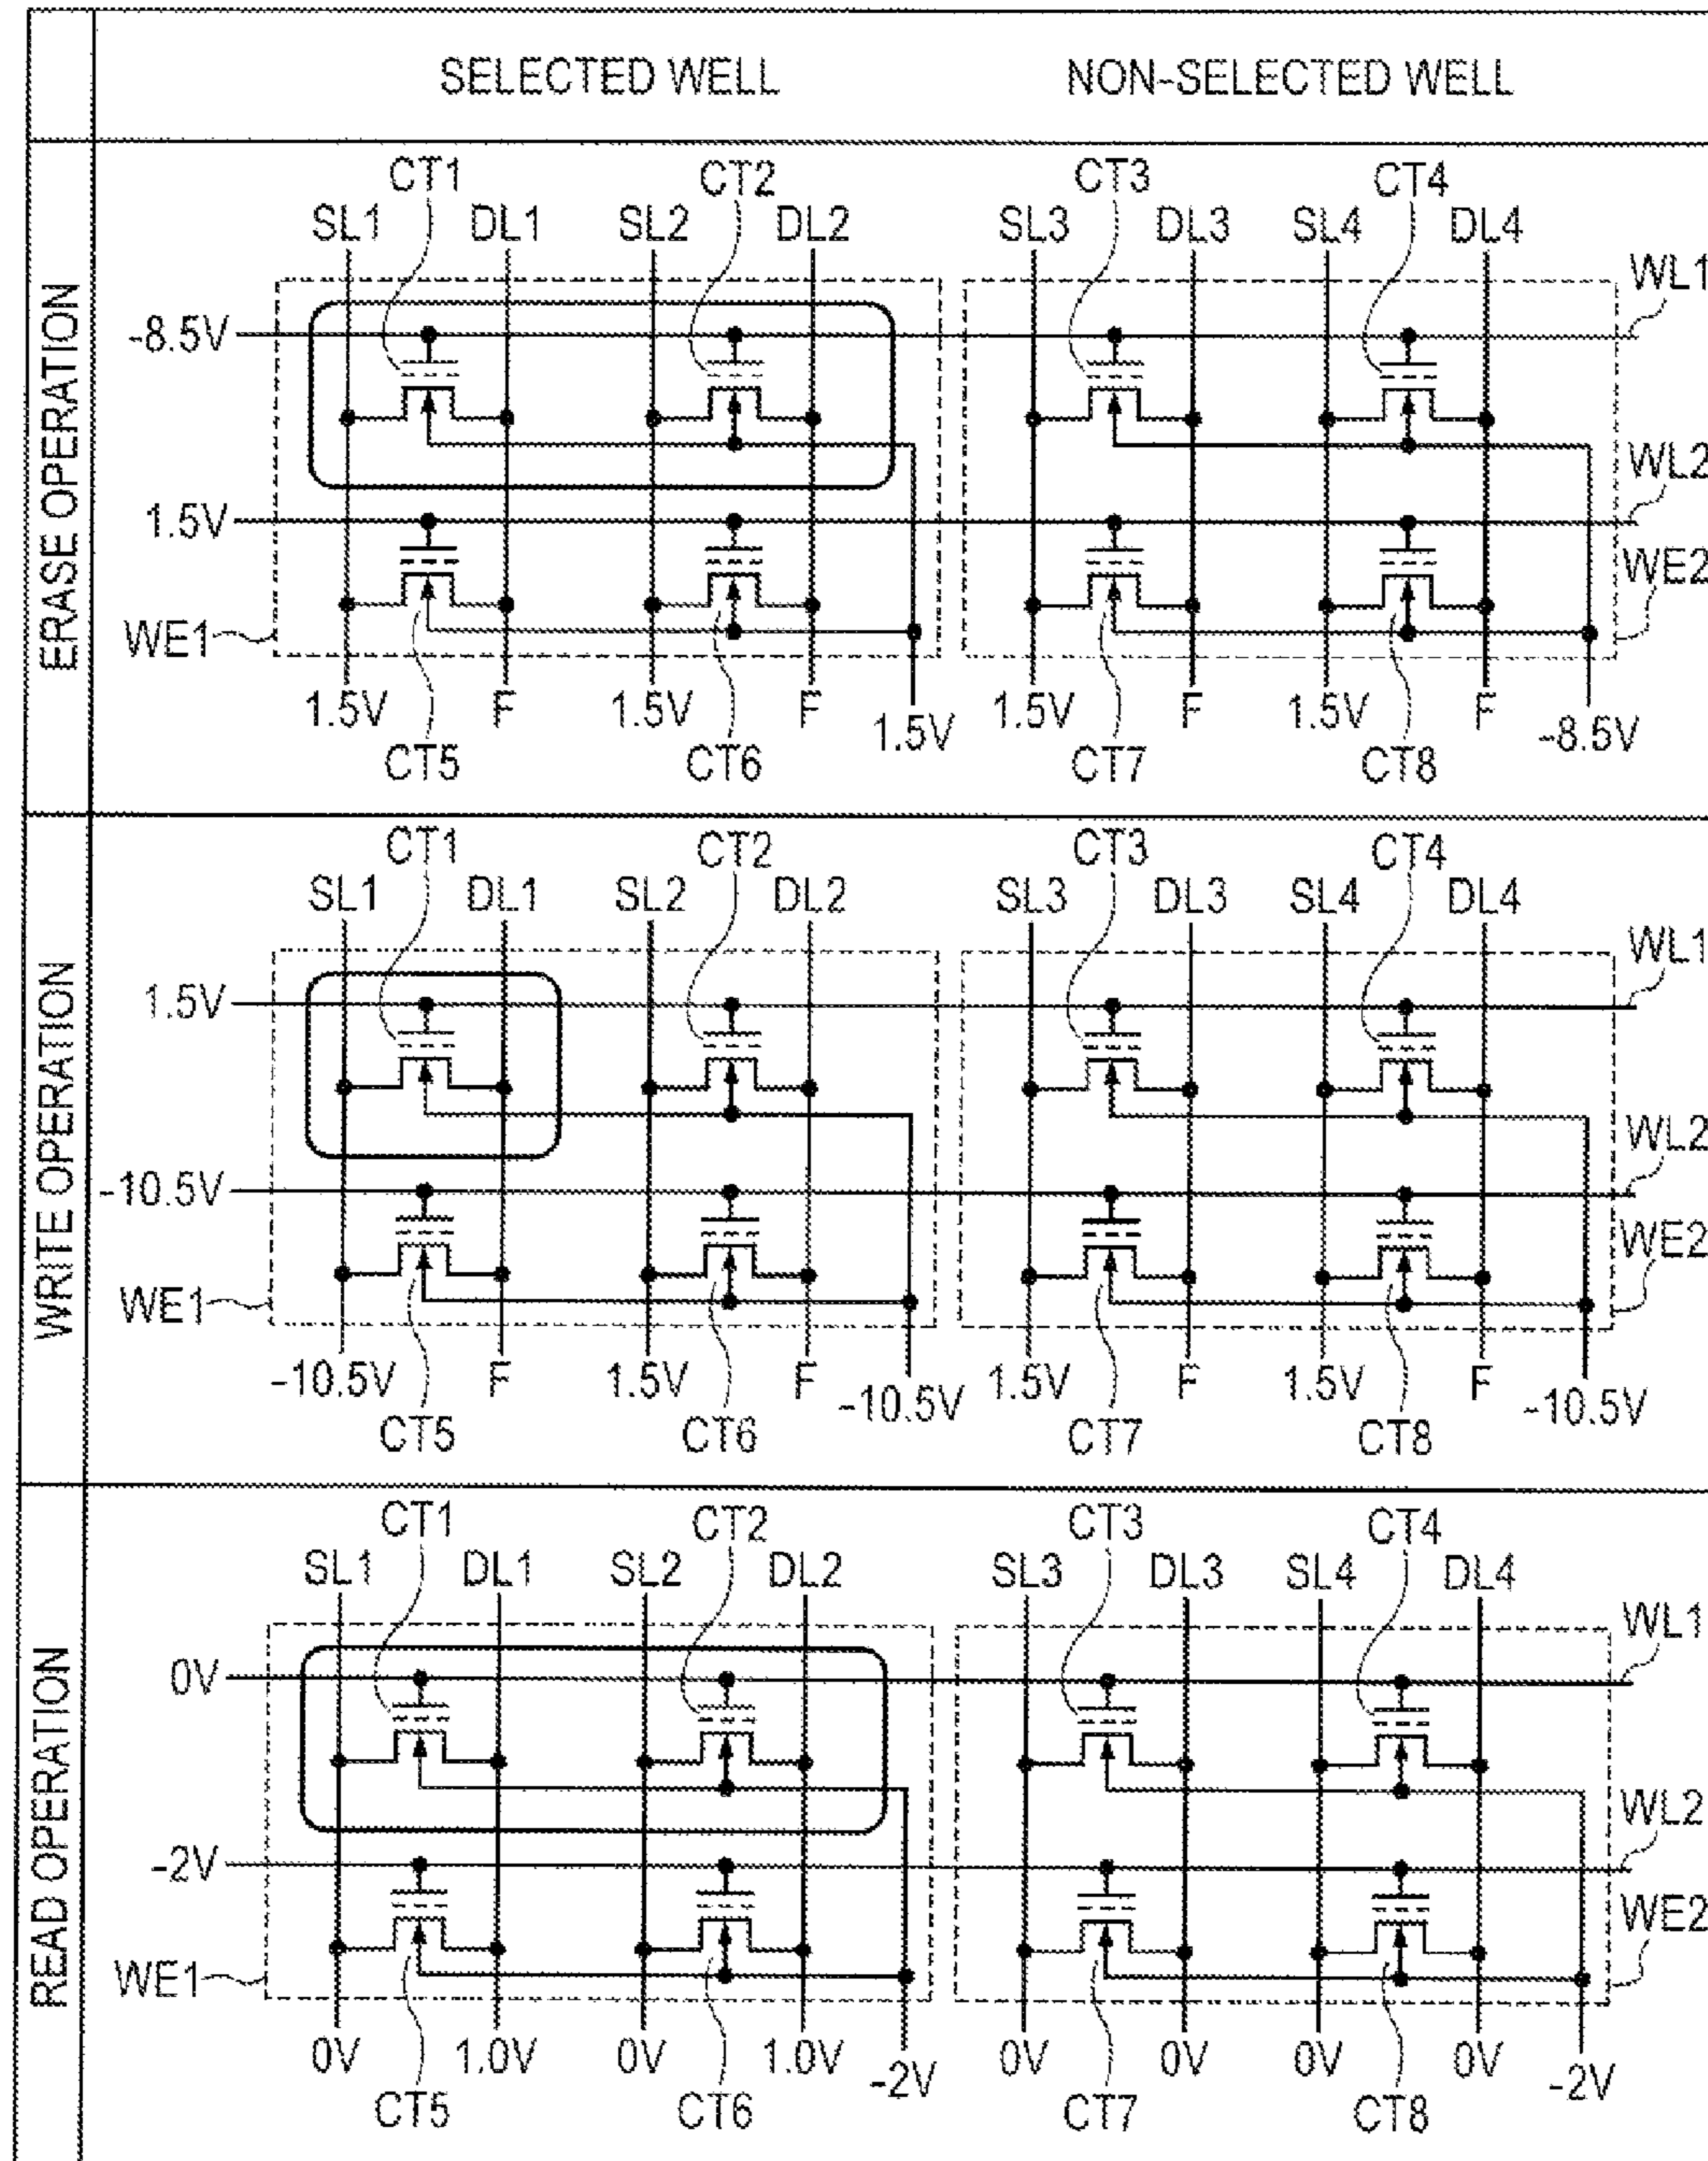 SELECTED WELL NON-SELECTED WELL
ERASE OPERATION
CT1 CT2 CT3 CT4
SL1 DL1 SL2 DL2 SL3 DL3 SL4 DL4
WL1
-8.5V
WL2
1.5V
WE2
WE1
1.5V F 1.5V F 1.5V 1.5V F 1.5V F -8.5V
CT5 CT6 CT7 CT8
WRITE OPERATION
CT1 CT2 CT3 CT4
SL1 DL1 SL2 DL2 SL3 DL3 SL4 DL4
WL1
1.5V
WL2
-10.5V
WE2
WE1
-10.5V F 1.5V F -10.5V 1.5V F 1.5V F -10.5V
CT5 CT6 CT7 CT8
READ OPERATION
CT1 CT2 CT3 CT4
SL1 DL1 SL2 DL2 SL3 DL3 SL4 DL4
WL1
0V
WL2
-2V
WE2
WE1
0V 1.0V 0V 1.0V -2V 0V 0V 0V 0V -2V
CT5 CT6 CT7 CT8